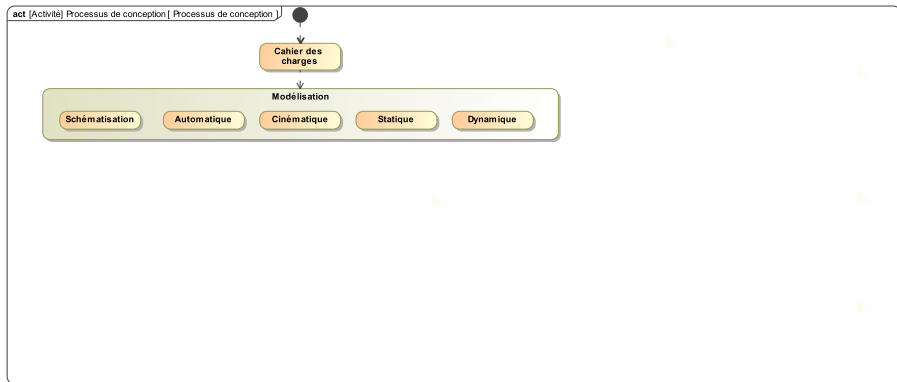 act [Activité] Processus de conception [ Processus de conception ]
Cahier des
charges
Modélisation
Schématisation Automatique Cinématique Statique Dynamique